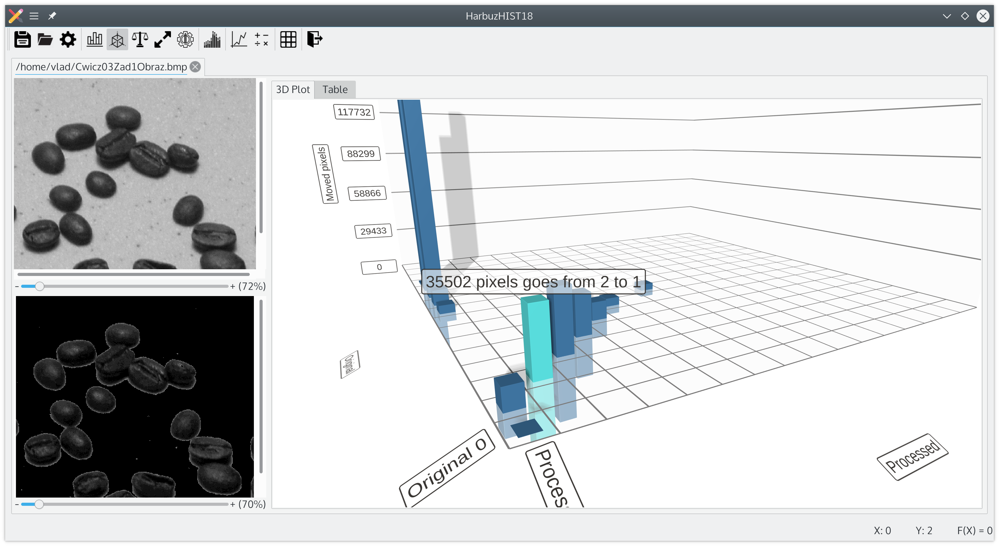 HarbuzHIST18
/home/vlad/Cwicz03Zad1Obraz.bmp
3D Plot
Table
117732
88299
Moved pixels
58866
29433
0
35502 pixels goes from 2 to 1
- + (72%)
Original
Original 0
Proces
Processed
- + (70%)
X: 0
Y: 2
F(X) = 0